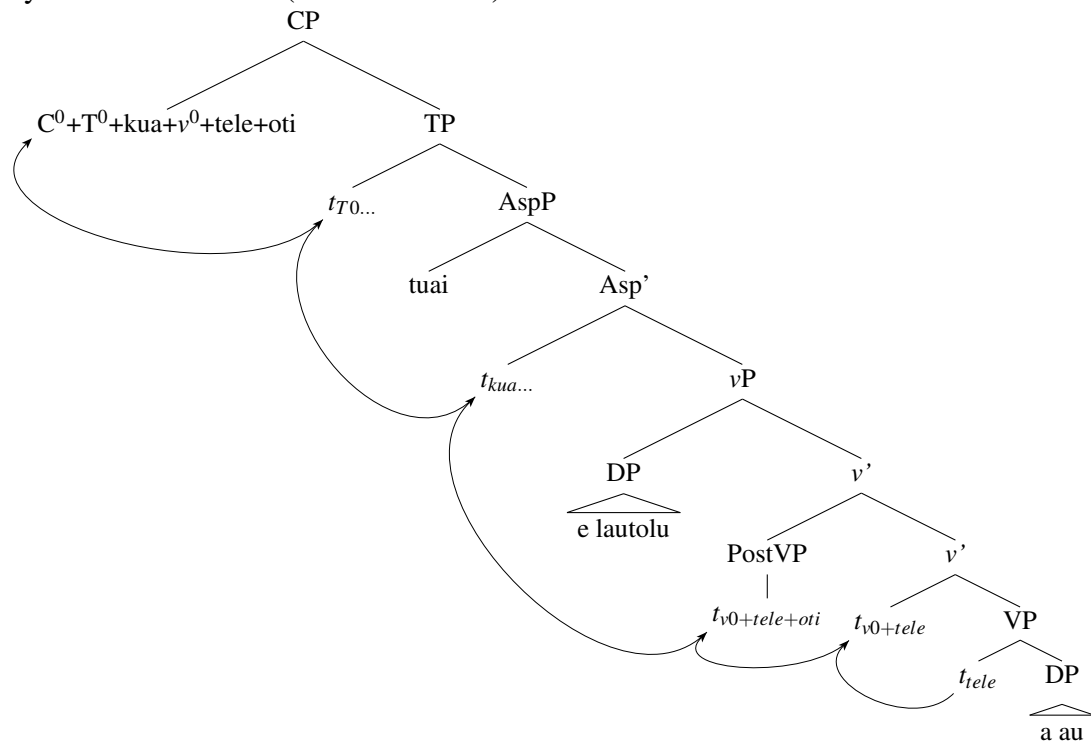 CP
C⁰+T⁰+kua+v⁰+tele+oti TP
t_T0... AspP
tuai Asp’
t_kua... vP
DP v’
e lautolu
PostVP v’
t_v0+tele+oti t_v0+tele VP
t_tele DP
a au